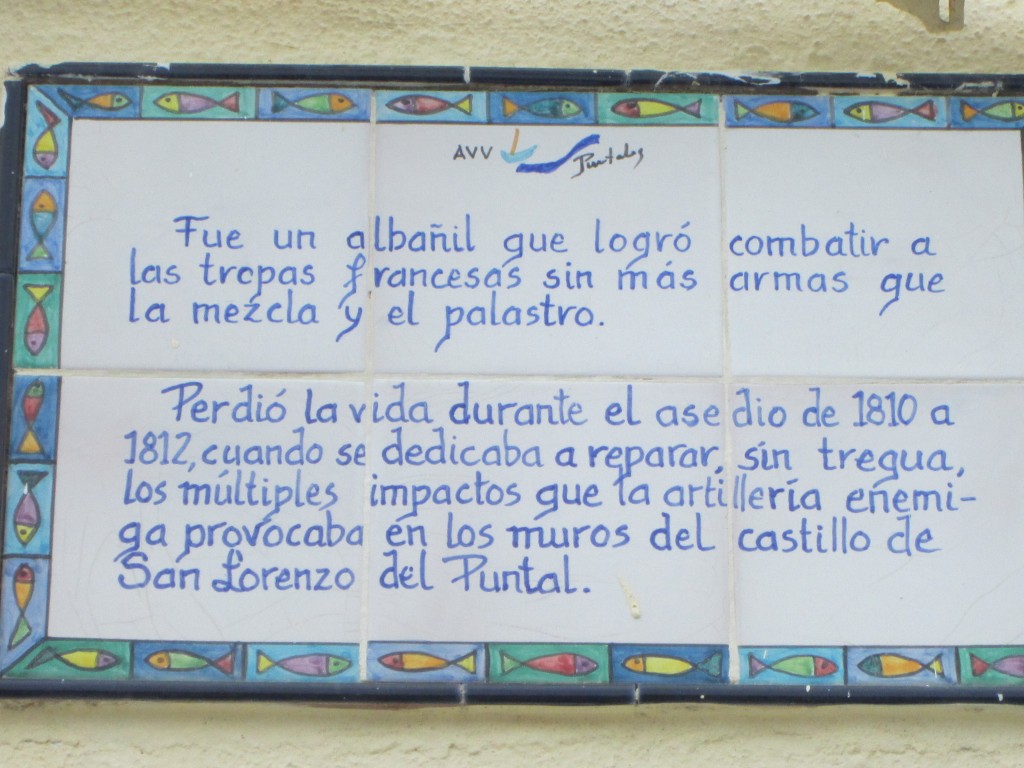 AVV Puntales
Fue un albañil que logró combatir a
las tropas francesas sin más armas que
la mezcla y el palastro.
Perdió la vida durante el asedio de 1810 a
1812, cuando se dedicaba a reparar, sin tregua,
los múltiples impactos que la artillería enemi-
ga provocaba en los muros del castillo de
San Lorenzo del Puntal.